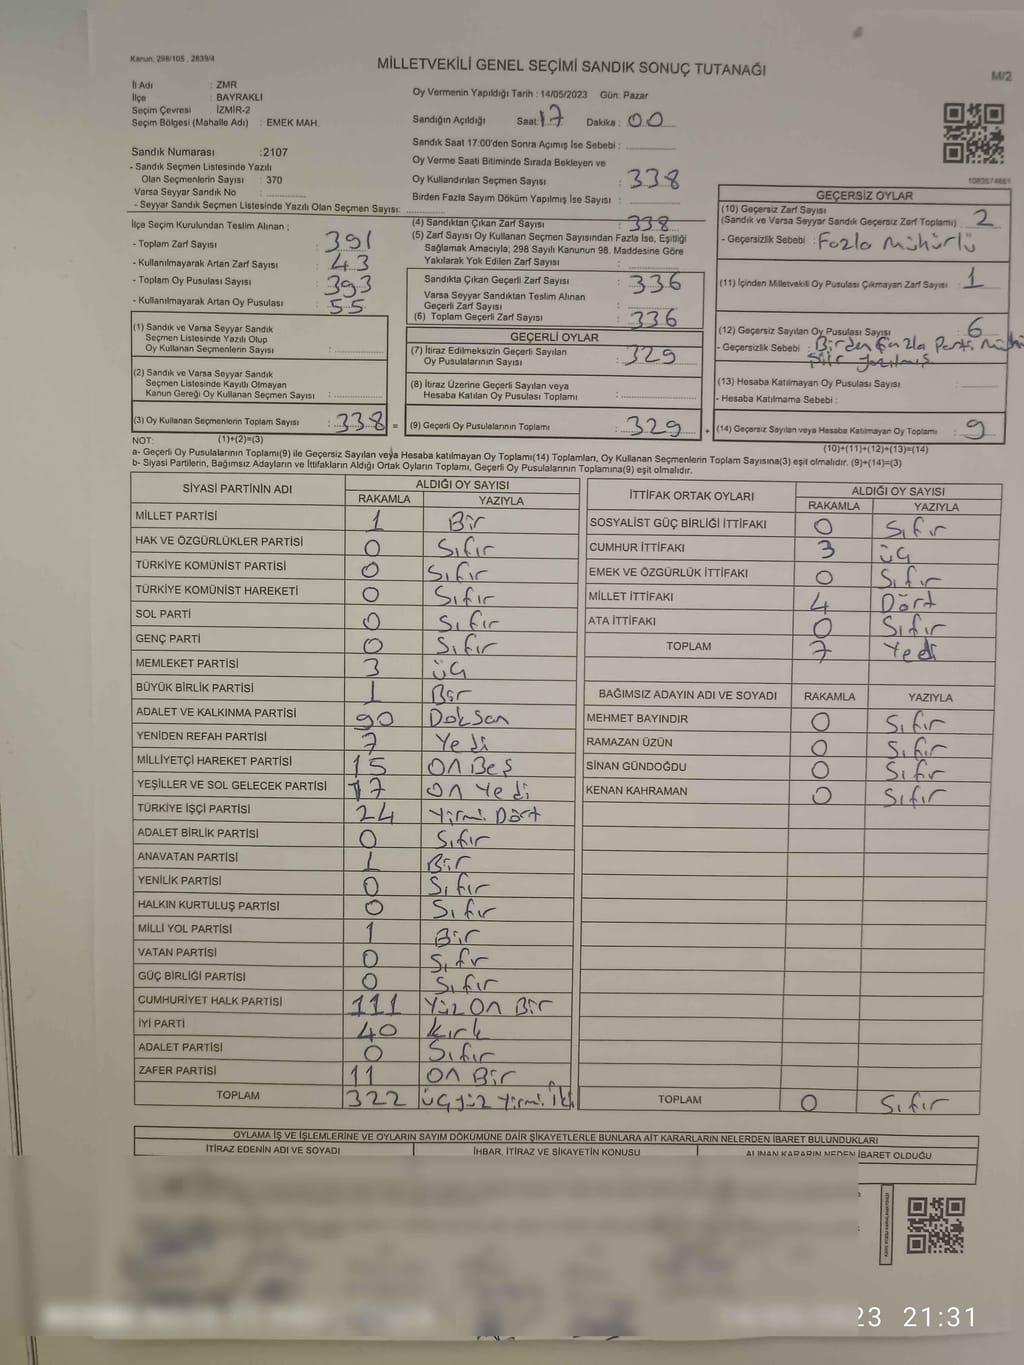 Kanun, 298/105 , 2839/4
MİLLETVEKİLİ GENEL SEÇİMİ SANDIK SONUÇ TUTANAĞI
M/2
İl Adı : ZMR
İlçe : BAYRAKLI
Seçim Çevresi İZMİR-2
Seçim Bölgesi (Mahalle Adı) : EMEK MAH.
Oy Vermenin Yapıldığı Tarih : 14/05/2023 Gün: Pazar
Sandığın Açıldığı Saat: 17 Dakika : 00
Sandık Saat 17:00'den Sonra Açımış İse Sebebi :
Sandık Numarası :2107
- Sandık Seçmen Listesinde Yazılı
Olan Seçmenlerin Sayısı : 370
Varsa Seyyar Sandık No :
- Seyyar Sandık Seçmen Listesinde Yazılı Olan Seçmen Sayısı:
Oy Verme Saati Bitiminde Sırada Bekleyen ve
Oy Kullandırılan Seçmen Sayısı : 338
Birden Fazla Sayım Döküm Yapılmış İse Sayısı :
İlçe Seçim Kurulundan Teslim Alınan ;
- Toplam Zarf Sayısı : 391
- Kullanılmayarak Artan Zarf Sayısı : 43
- Toplam Oy Pusulası Sayısı : 393
- Kullanılmayarak Artan Oy Pusulası : 55
(1) Sandık ve Varsa Seyyar Sandık
Seçmen Listesinde Yazılı Olup
Oy Kullanan Seçmenlerin Sayısı :
(2) Sandık ve Varsa Seyyar Sandık
Seçmen Listesinde Kayıtlı Olmayan
Kanun Gereği Oy Kullanan Seçmen Sayısı :
(3) Oy Kullanan Seçmenlerin Toplamı : 338 =
(4) Sandıktan Çıkan Zarf Sayısı : 338
(5) Zarf Sayısı Oy Kullanan Seçmen Sayısından Fazla İse, Eşitliği
Sağlamak Amacıyla, 298 Sayılı Kanunun 98. Maddesine Göre
Yakılarak Yok Edilen Zarf Sayısı :
Sandıkta Çıkan Geçerli Zarf Sayısı : 336
Varsa Seyyar Sandıktan Teslim Alınan
Geçerli Zarf Sayısı :
(6) Toplam Geçerli Zarf Sayısı : 336
GEÇERLİ OYLAR
(7) İtiraz Edilmeksizin Geçerli Sayılan
Oy Pusulalarının Sayısı : 329
(8) İtiraz Üzerine Geçerli Sayılan veya
Hesaba Katılan Oy Pusulası Toplamı :
(9) Geçerli Oy Pusulalarının Toplamı : 329 +
1083574661
GEÇERSİZ OYLAR
(10) Geçersiz Zarf Sayısı
(Sandık ve Varsa Seyyar Sandık Geçersiz Zarf Toplamı) : 2
- Geçersizlik Sebebi : Fazla Mühürlü
(11) İçinden Milletvekili Oy Pusulası Çıkmayan Zarf Sayısı : 1
(12) Geçersiz Sayılan Oy Pusulası Sayısı : 6
- Geçersizlik Sebebi : Birden Fazla Parti
Şiir yazılmış
(13) Hesaba Katılmayan Oy Pusulası Sayısı :
- Hesaba Katılmama Sebebi :
(14) Geçersiz Sayılan veya Hesaba Katılmayan Oy Toplamı : 9
NOT: (1)+(2)=(3)
(10)+(11)+(12)+(13)=(14)
a- Geçerli Oy Pusulalarının Toplamı(9) ile Geçersiz Sayılan veya Hesaba katılmayan Oy Toplamı(14) Toplamları, Oy Kullanan Seçmenlerin Toplam Sayısına(3) eşit olmalıdır. (9)+(14)=(3)
b- Siyasi Partilerin, Bağımsız Adayların ve İttifakların Aldığı Ortak Oyların Toplamı, Geçerli Oy Pusulalarının Toplamına(9) eşit olmalıdır.
SİYASİ PARTİNİN ADI ALDIĞI OY SAYISI
RAKAMLA YAZIYLA
MİLLET PARTİSİ 1 Bir
HAK VE ÖZGÜRLÜKLER PARTİSİ 0 Sıfır
TÜRKİYE KOMÜNİST PARTİSİ 0 Sıfır
TÜRKİYE KOMÜNİST HAREKETİ 0 Sıfır
SOL PARTİ 0 Sıfır
GENÇ PARTİ 0 Sıfır
MEMLEKET PARTİSİ 3 üç
BÜYÜK BİRLİK PARTİSİ 1 Bir
ADALET VE KALKINMA PARTİSİ 90 Doksan
YENİDEN REFAH PARTİSİ 7 Yedi
MİLLİYETÇİ HAREKET PARTİSİ 15 On Beş
YEŞİLLER VE SOL GELECEK PARTİSİ 17 On Yedi
TÜRKİYE İŞÇİ PARTİSİ 24 Yirmi Dört
ADALET BİRLİK PARTİSİ 0 Sıfır
ANAVATAN PARTİSİ 1 Bir
YENİLİK PARTİSİ 0 Sıfır
HALKIN KURTULUŞ PARTİSİ 0 Sıfır
MİLLİ YOL PARTİSİ 1 Bir
VATAN PARTİSİ 0 Sıfır
GÜÇ BİRLİĞİ PARTİSİ 0 Sıfır
CUMHURİYET HALK PARTİSİ 111 Yüz On Bir
İYİ PARTİ 40 Kırk
ADALET PARTİSİ 0 Sıfır
ZAFER PARTİSİ 11 On Bir
TOPLAM 322 üçyüz Yirmi İki
İTTİFAK ORTAK OYLARI ALDIĞI OY SAYISI
RAKAMLA YAZIYLA
SOSYALİST GÜÇ BİRLİĞİ İTTİFAKI 0 Sıfır
CUMHUR İTTİFAKI 3 üç
EMEK VE ÖZGÜRLÜK İTTİFAKI 0 Sıfır
MİLLET İTTİFAKI 4 Dört
ATA İTTİFAKI 0 Sıfır
TOPLAM 7 Yedi
BAĞIMSIZ ADAYIN ADI VE SOYADI RAKAMLA YAZIYLA
MEHMET BAYINDIR 0 Sıfır
RAMAZAN ÜZÜN 0 Sıfır
SİNAN GÜNDOĞDU 0 Sıfır
KENAN KAHRAMAN 0 Sıfır
TOPLAM 0 Sıfır
OYLAMA İŞ VE İŞLEMLERİNE VE OYLARIN SAYIM DÖKÜMÜNE DAİR ŞİKAYETLERLE BUNLARA AİT KARARLARIN NELERDEN İBARET BULUNDUKLARI
İTİRAZ EDENİN ADI VE SOYADI İHBAR, İTİRAZ VE ŞİKAYETİN KONUSU ALINAN KARARIN NEDEN İBARET OLDUĞU
23 21:31